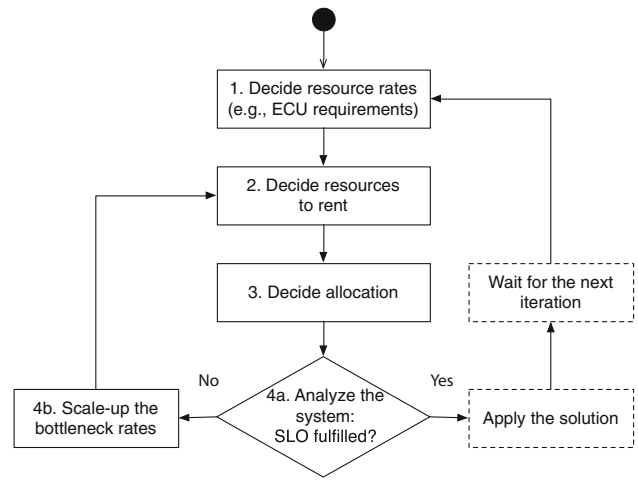 1. Decide resource rates
(e.g., ECU requirements)
2. Decide resources
to rent
3. Decide allocation
Wait for the next
iteration
No
4a. Analyze the
system:
SLO fulfilled?
Yes
4b. Scale-up the
bottleneck rates
Apply the solution